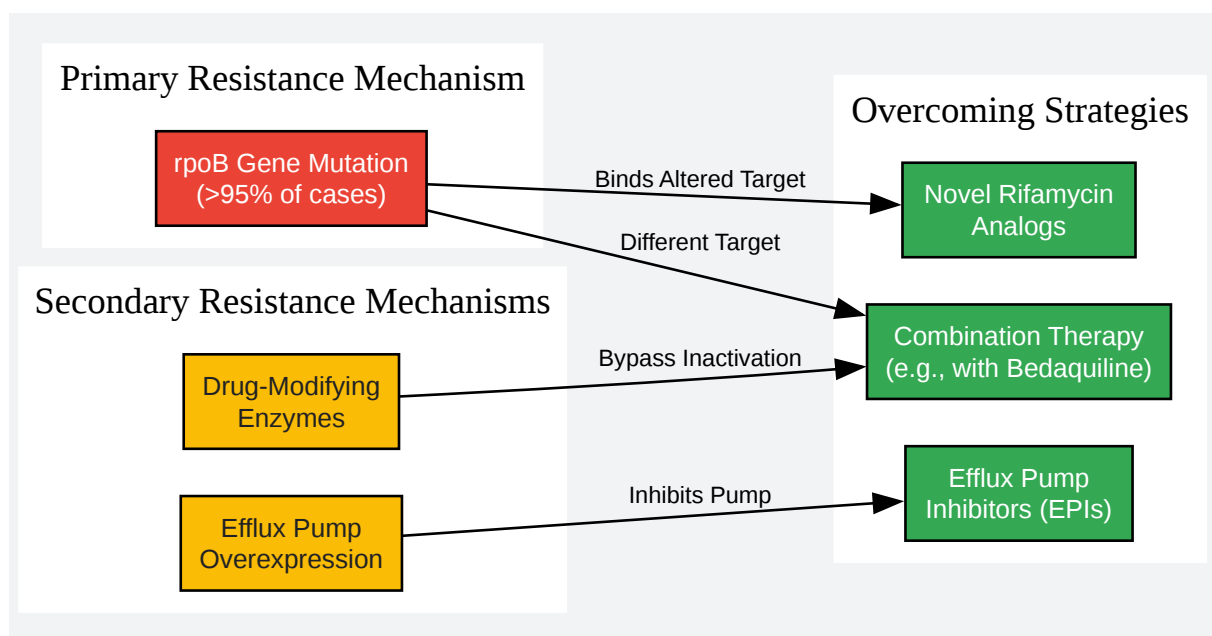 Primary Resistance Mechanism
rpoB Gene Mutation
(>95% of cases)
Secondary Resistance Mechanisms
Drug-Modifying
Enzymes
Efflux Pump
Overexpression
Binds Altered Target
Different Target
Bypass Inactivation
Inhibits Pump
Overcoming Strategies
Novel Rifamycin
Analogs
Combination Therapy
(e.g., with Bedaquiline)
Efflux Pump
Inhibitors (EPIs)